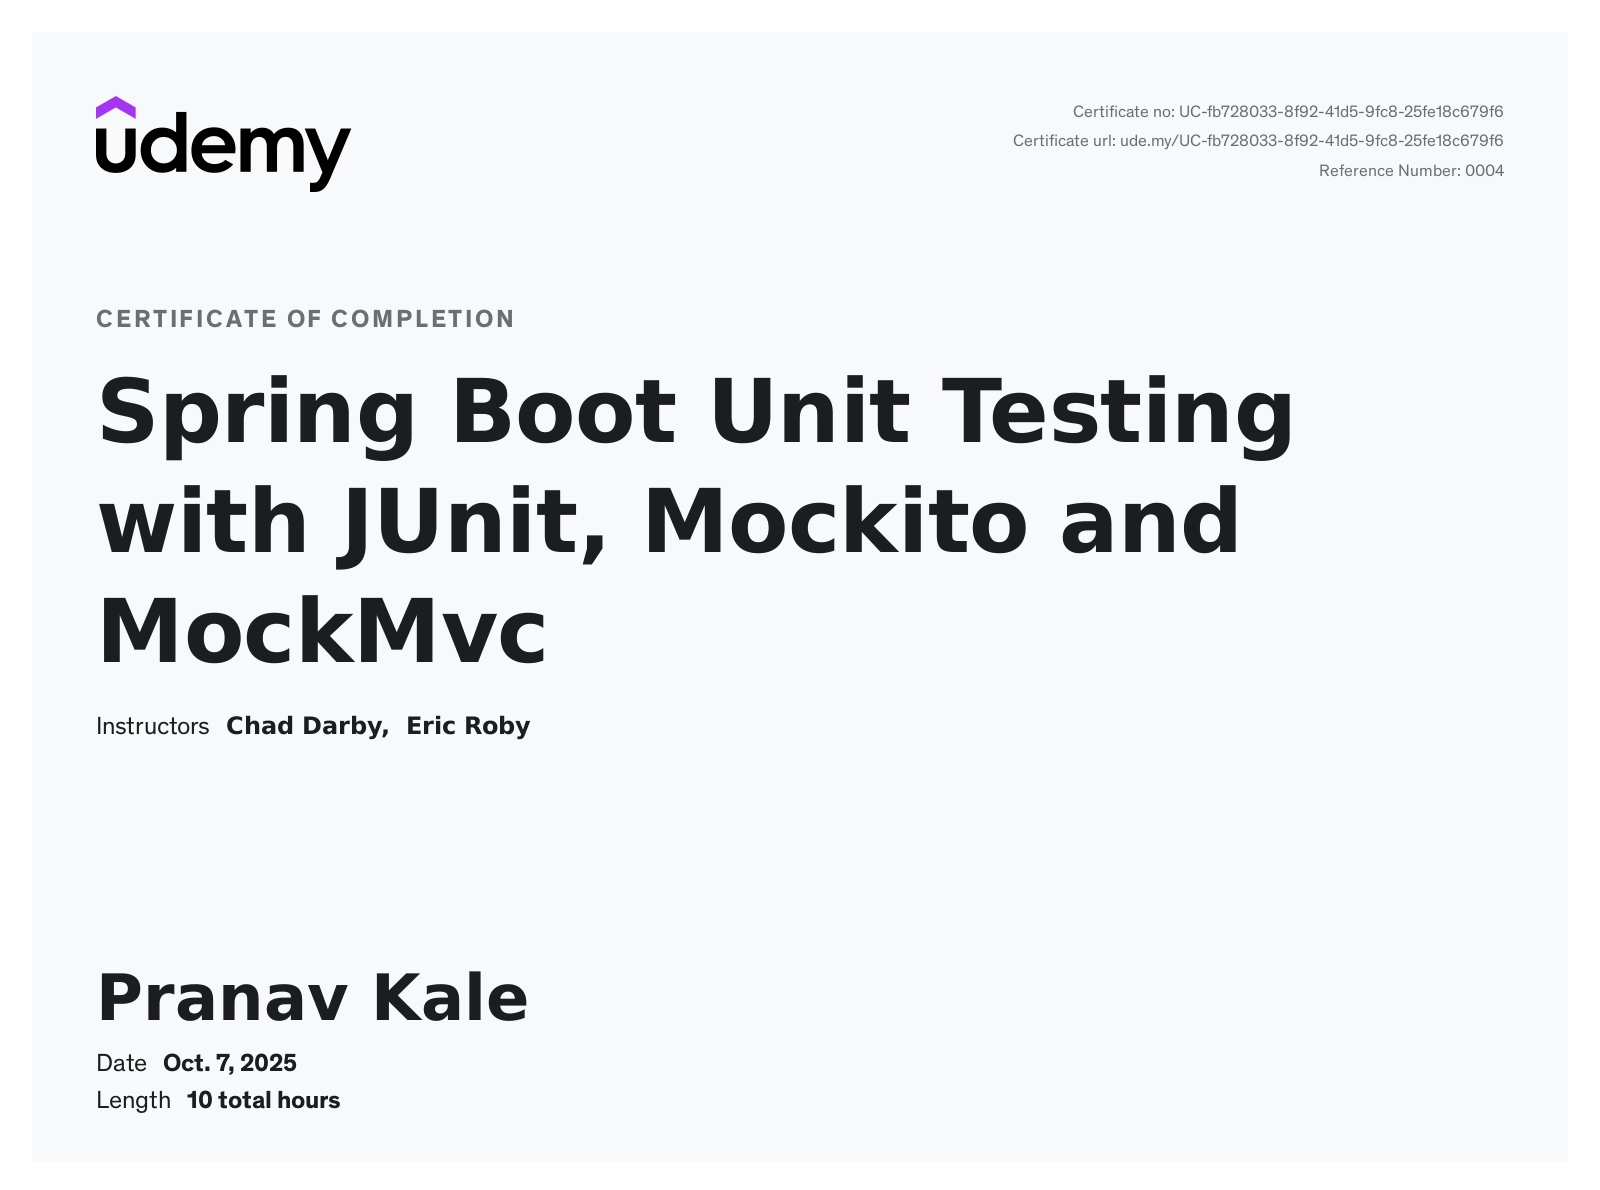 udemy
Certificate no: UC-fb728033-8f92-41d5-9fc8-25fe18c679f6
Certificate url: ude.my/UC-fb728033-8f92-41d5-9fc8-25fe18c679f6
Reference Number: 0004
CERTIFICATE OF COMPLETION
Spring Boot Unit Testing
with JUnit, Mockito and
MockMvc
Instructors Chad Darby, Eric Roby
Pranav Kale
Date Oct. 7, 2025
Length 10 total hours